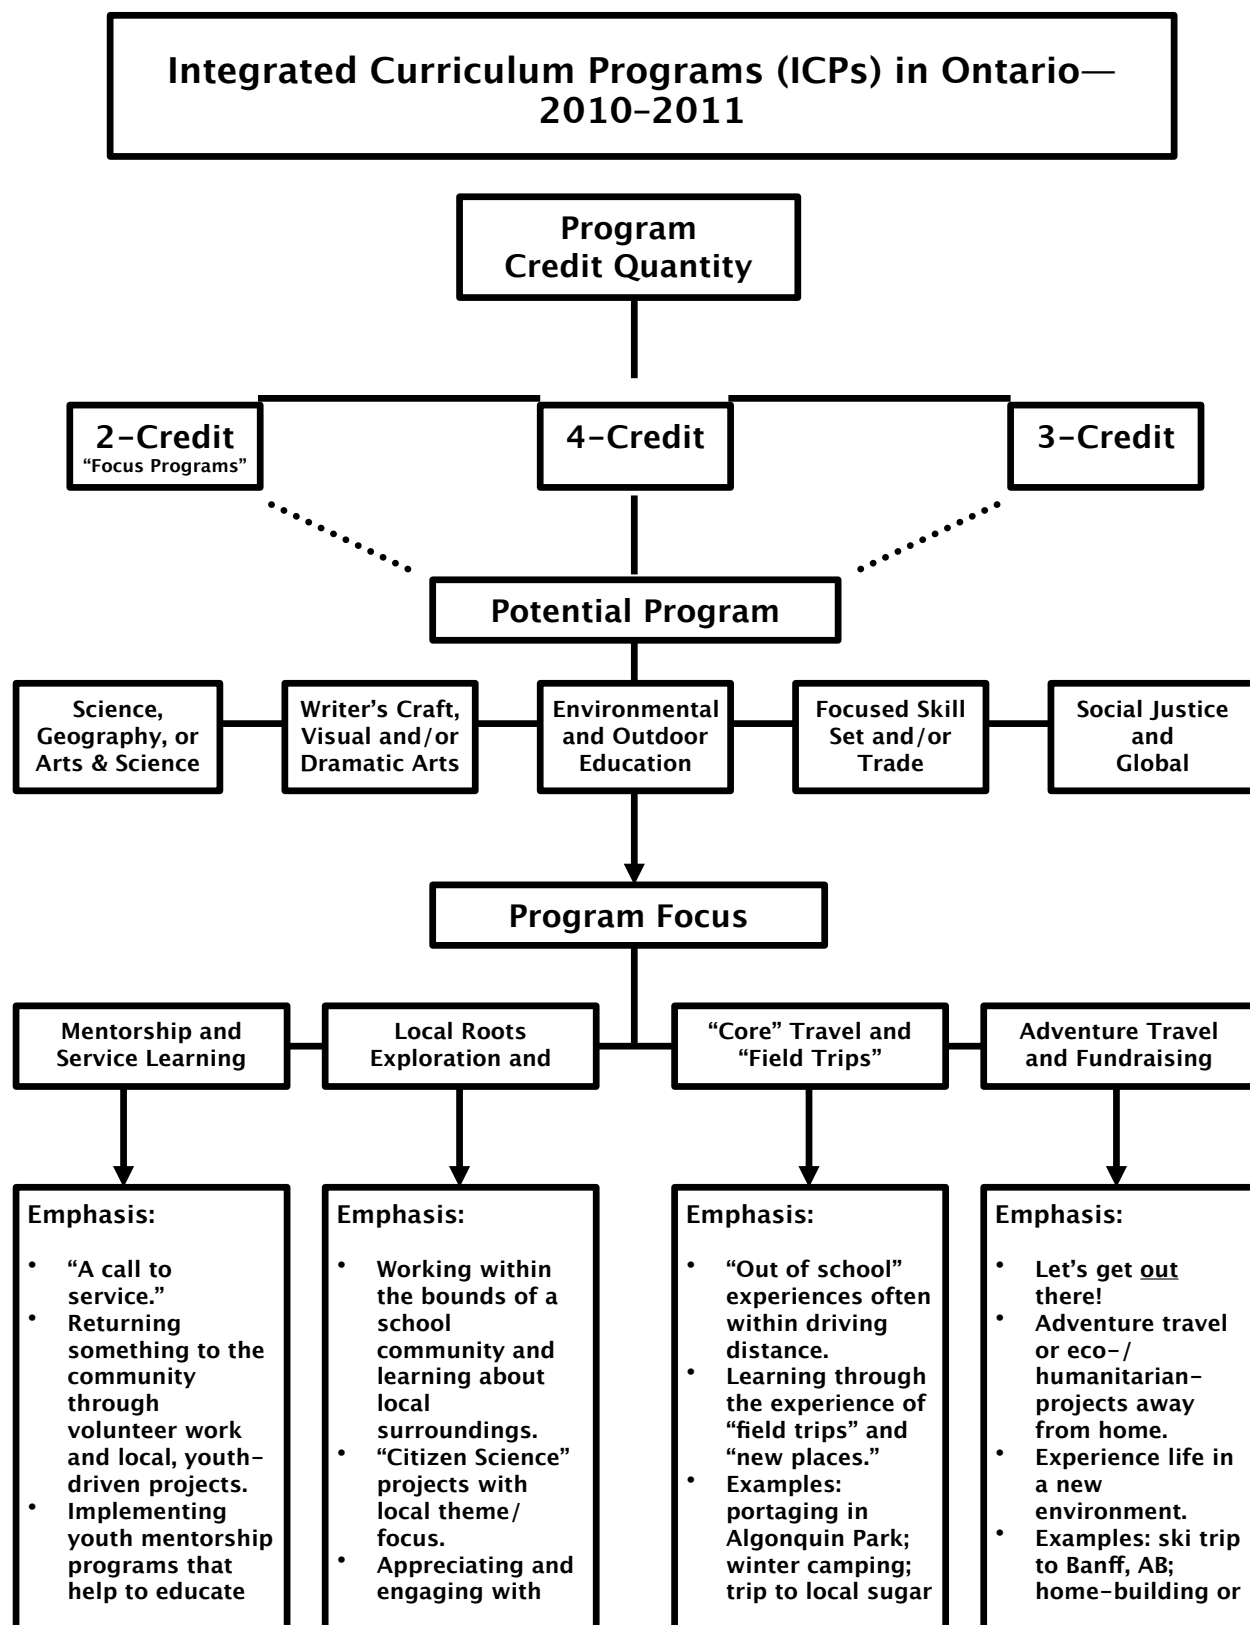 Integrated Curriculum Programs (ICPs) in Ontario—
2010–2011
Program
Credit Quantity
2–Credit
“Focus Programs”
4–Credit
3–Credit
Potential Program
Science,
Geography, or
Arts & Science
Writer’s Craft,
Visual and/or
Dramatic Arts
Environmental
and Outdoor
Education
Focused Skill
Set and/or
Trade
Social Justice
and
Global
Program Focus
Mentorship and
Service Learning
Local Roots
Exploration and
“Core” Travel and
“Field Trips”
Adventure Travel
and Fundraising
Emphasis:
• “A call to
service.”
• Returning
something to the
community
through
volunteer work
and local, youth–
driven projects.
• Implementing
youth mentorship
programs that
help to educate
Emphasis:
• Working within
the bounds of a
school
community and
learning about
local
surroundings.
• “Citizen Science”
projects with
local theme/
focus.
• Appreciating and
engaging with
Emphasis:
• “Out of school”
experiences often
within driving
distance.
• Learning through
the experience of
“field trips” and
“new places.”
• Examples:
portaging in
Algonquin Park;
winter camping;
trip to local sugar
Emphasis:
• Let’s get out
there!
• Adventure travel
or eco–/
humanitarian–
projects away
from home.
• Experience life in
a new
environment.
• Examples: ski trip
to Banff, AB;
home–building or